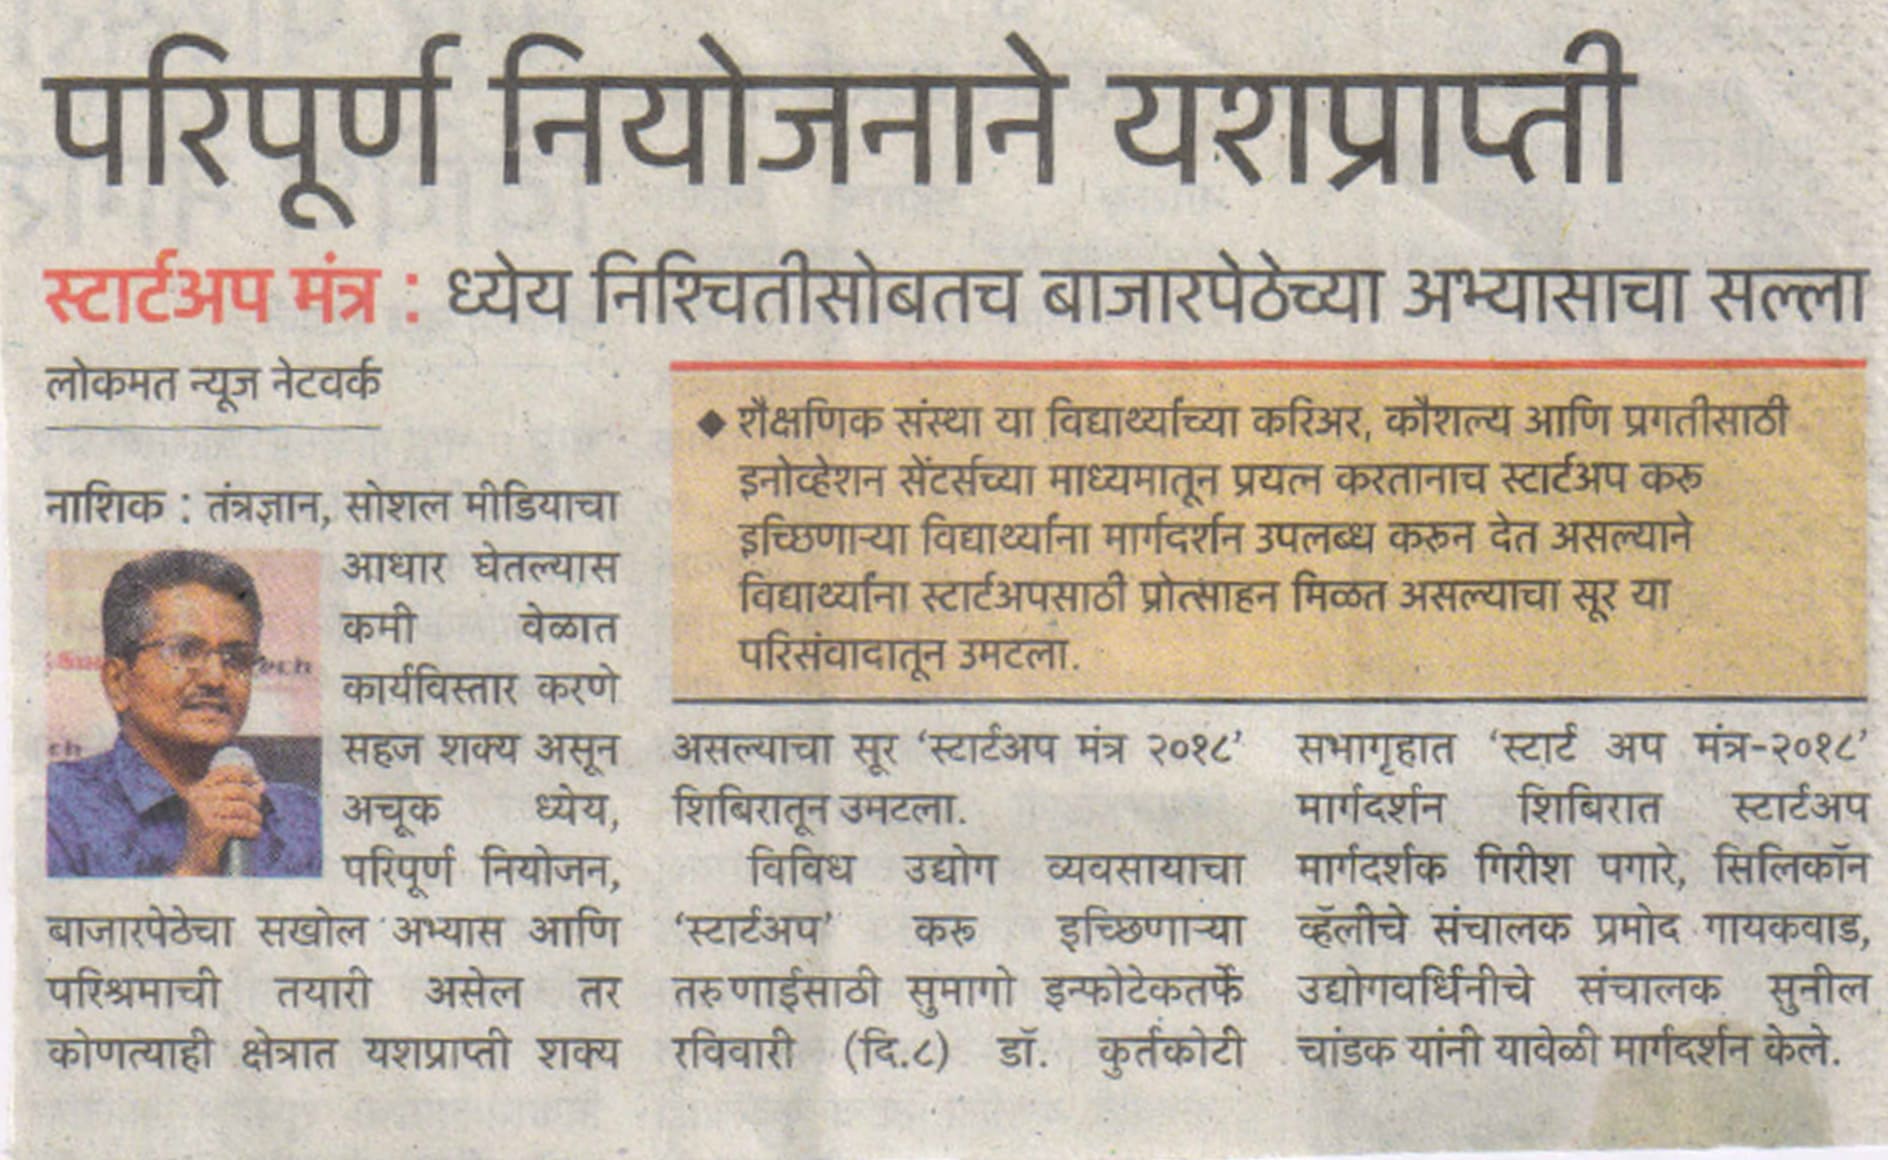 परिपूर्ण नियोजनाने यशप्राप्ती
स्टार्टअप मंत्र : ध्येय निश्चितीसोबतच बाजारपेठेच्या अभ्यासाचा सल्ला
लोकमत न्यूज नेटवर्क
नाशिक : तंत्रज्ञान, सोशल मीडियाचा
आधार घेतल्यास
कमी वेळात
कार्यविस्तार करणे
सहज शक्य असून
अचूक ध्येय,
परिपूर्ण नियोजन,
बाजारपेठेचा सखोल अभ्यास आणि
परिश्रमाची तयारी असेल तर
कोणत्याही क्षेत्रात यशप्राप्ती शक्य
◆ शैक्षणिक संस्था या विद्यार्थ्यांच्या करिअर, कौशल्य आणि प्रगतीसाठी
इनोव्हेशन सेंटर्सच्या माध्यमातून प्रयत्न करतानाच स्टार्टअप करू
इच्छिणाऱ्या विद्यार्थ्यांना मार्गदर्शन उपलब्ध करून देत असल्याने
विद्यार्थ्यांना स्टार्टअपसाठी प्रोत्साहन मिळत असल्याचा सूर या
परिसंवादातून उमटला.
असल्याचा सूर ‘स्टार्टअप मंत्र २०१८’
शिबिरातून उमटला.
विविध उद्योग व्यवसायाचा
‘स्टार्टअप’ करू इच्छिणाऱ्या
तरुणाईसाठी सुमागो इन्फोटेकतर्फे
रविवारी (दि.८) डॉ. कुर्तकोटी
सभागृहात ‘स्टार्ट अप मंत्र-२०१८’
मार्गदर्शन शिबिरात स्टार्टअप
मार्गदर्शक गिरीश पगारे, सिलिकॉन
व्हॅलीचे संचालक प्रमोद गायकवाड,
उद्योगवर्धिनीचे संचालक सुनील
चांडक यांनी यावेळी मार्गदर्शन केले.